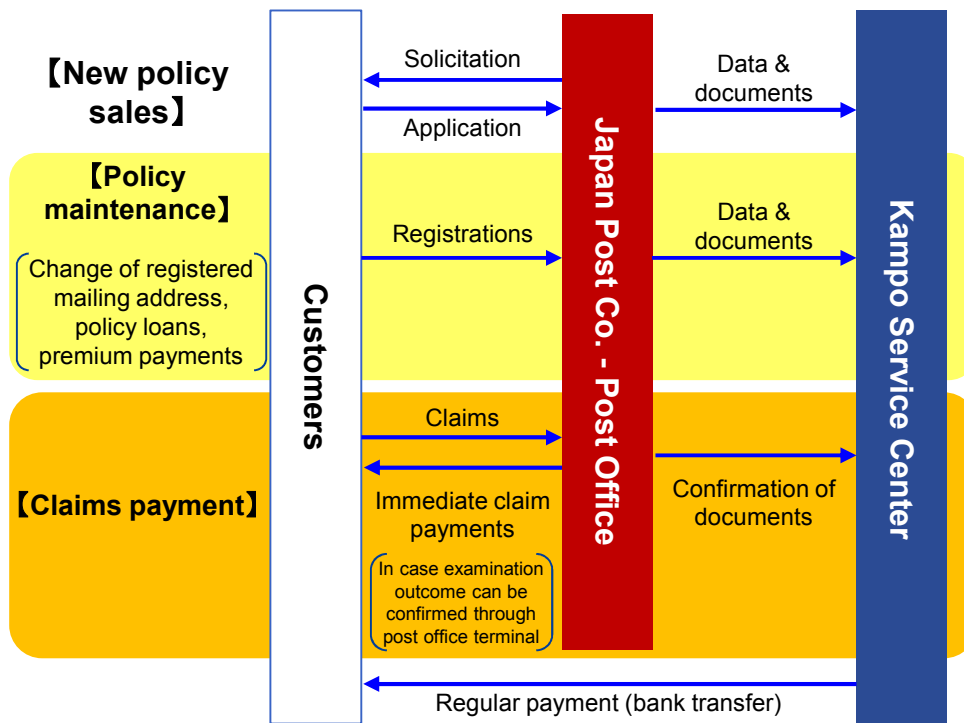 【New policy
sales】
Solicitation
Application
Data &
documents
【Policy
maintenance】
Change of registered
mailing address,
policy loans,
premium payments
Registrations
Data &
documents
【Claims payment】
Claims
Immediate claim
payments
In case examination
outcome can be
confirmed through
post office terminal
Confirmation of
documents
Customers
Japan Post Co. - Post Office
Kampo Service Center
Regular payment (bank transfer)